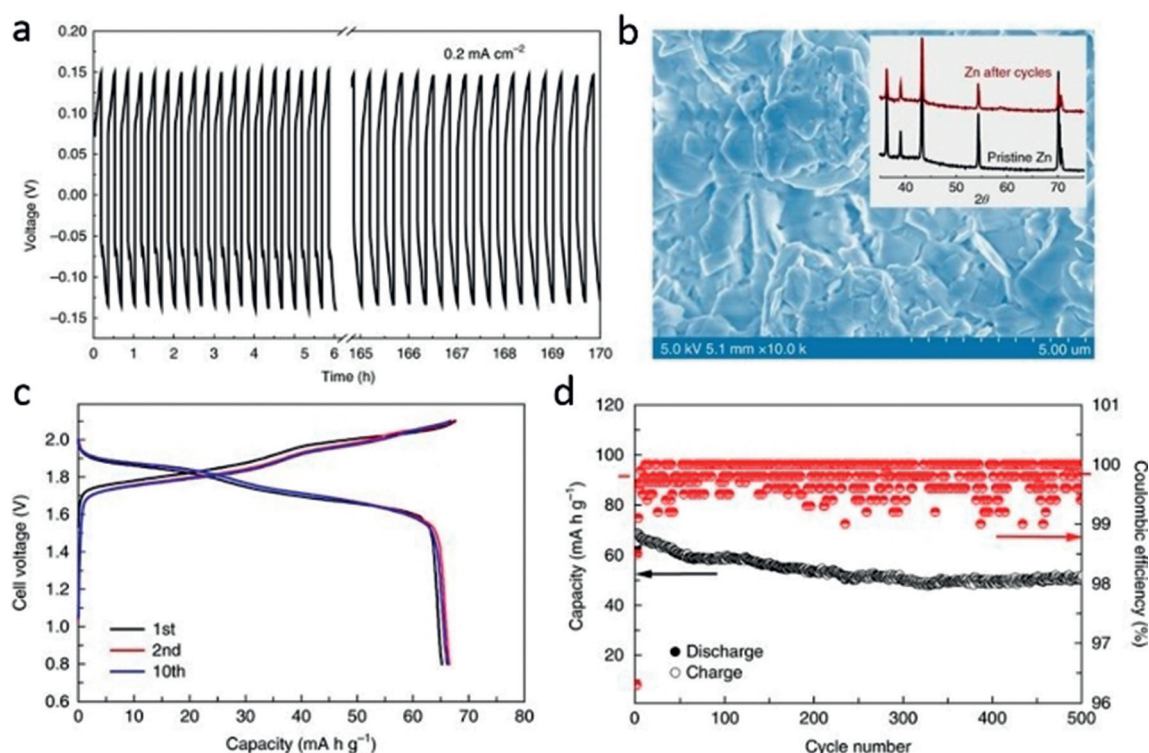 a
0.2 mA cm⁻²
0.20
0.15
0.10
0.05
0.00
−0.05
−0.10
−0.15
Voltage (V)
0 1 2 3 4 5 6 165 166 167 168 169 170
Time (h)
b
Zn after cycles
Pristine Zn
40 50 60 70
2θ
5.0 kV 5.1 mm ×10.0 k 5.00 um
c
2.0
1.8
1.6
1.4
1.2
1.0
0.8
0.6
Cell voltage (V)
1st
2nd
10th
0 10 20 30 40 50 60 70 80
Capacity (mA h g⁻¹)
d
120
100
80
60
40
20
0
Capacity (mA h g⁻¹)
101
100
99
98
97
96
Coulombic efficiency (%)
Discharge
Charge
0 100 200 300 400 500
Cycle number